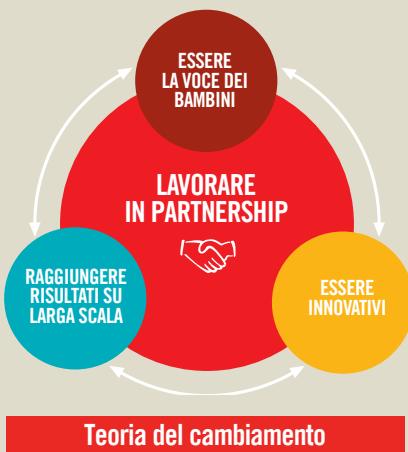 ESSERE
LA VOCE DEI
BAMBINI
LAVORARE
IN PARTNERSHIP
RAGGIUNGERE
RISULTATI SU
LARGA SCALA
ESSERE
INNOVATIVI
Teoria del cambiamento